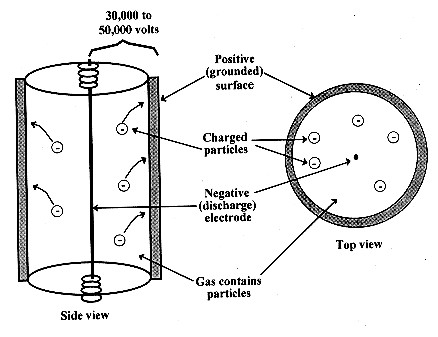 30,000 to
50,000 volts
Positive
(grounded)
surface
Charged
particles
Negative
(discharge)
electrode
Gas contains
particles
Side view
Top view